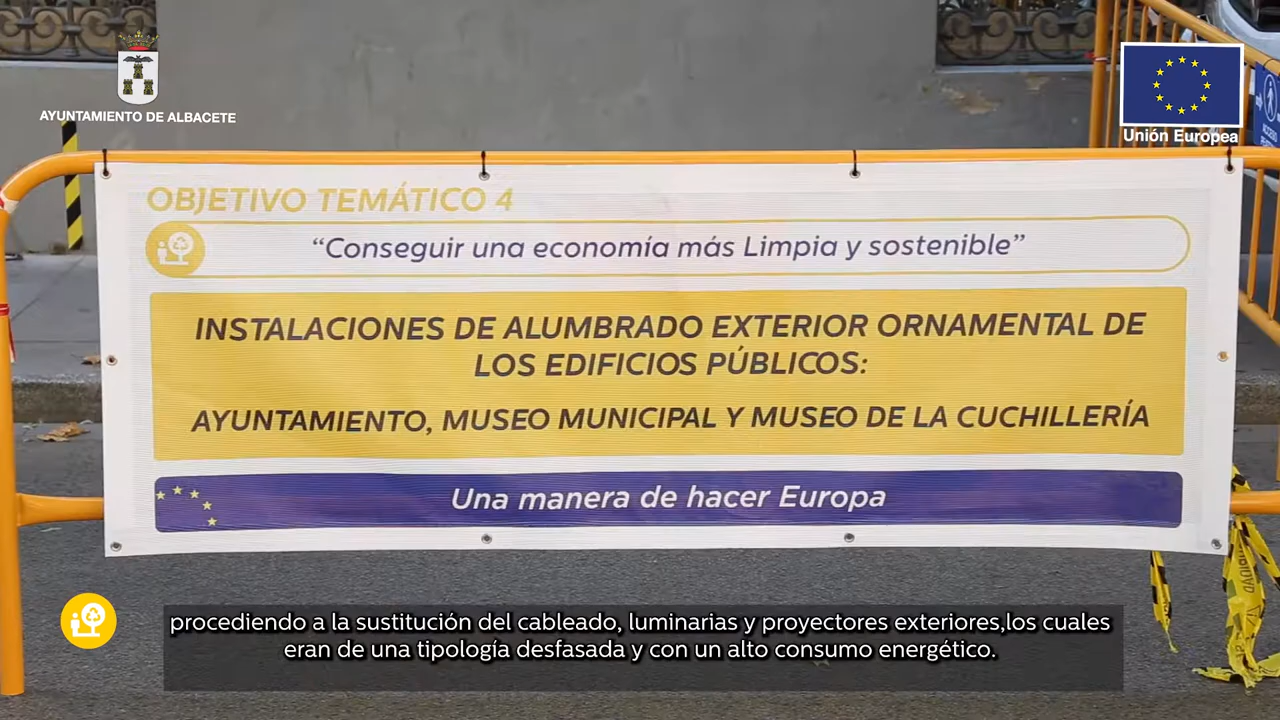 AYUNTAMIENTO DE ALBACETE
Unión Europea
OBJETIVO TEMÁTICO 4
“Conseguir una economía más Limpia y sostenible”
INSTALACIONES DE ALUMBRADO EXTERIOR ORNAMENTAL DE
LOS EDIFICIOS PÚBLICOS:
AYUNTAMIENTO, MUSEO MUNICIPAL Y MUSEO DE LA CUCHILLERÍA
Una manera de hacer Europa
procediendo a la sustitución del cableado, luminarias y proyectores exteriores,los cuales
eran de una tipología desfasada y con un alto consumo energético.